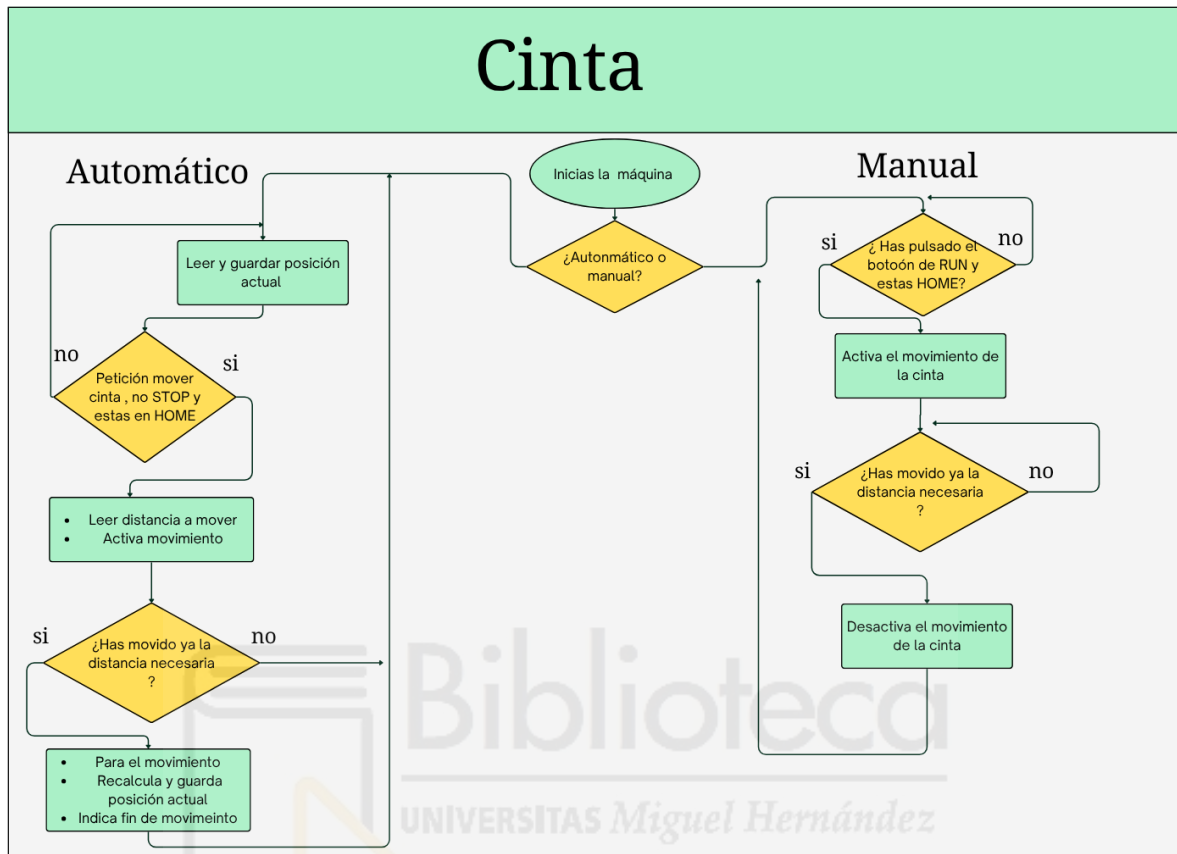 Cinta
Automático
Manual
Inicias la máquina
¿Autonmático o
manual?
Leer y guardar posición
actual
no
si
Petición mover
cinta , no STOP y
estas en HOME
• Leer distancia a mover
• Activa movimiento
si
no
¿Has movido ya la
distancia necesaria
?
• Para el movimiento
• Recalcula y guarda
posición actual
• Indica fin de movimeinto
si
no
¿ Has pulsado el
botoón de RUN y
estas HOME?
Activa el movimiento de
la cinta
si
no
¿Has movido ya la
distancia necesaria
?
Desactiva el movimiento
de la cinta
Biblioteca
UNIVERSITAS Miguel Hernández